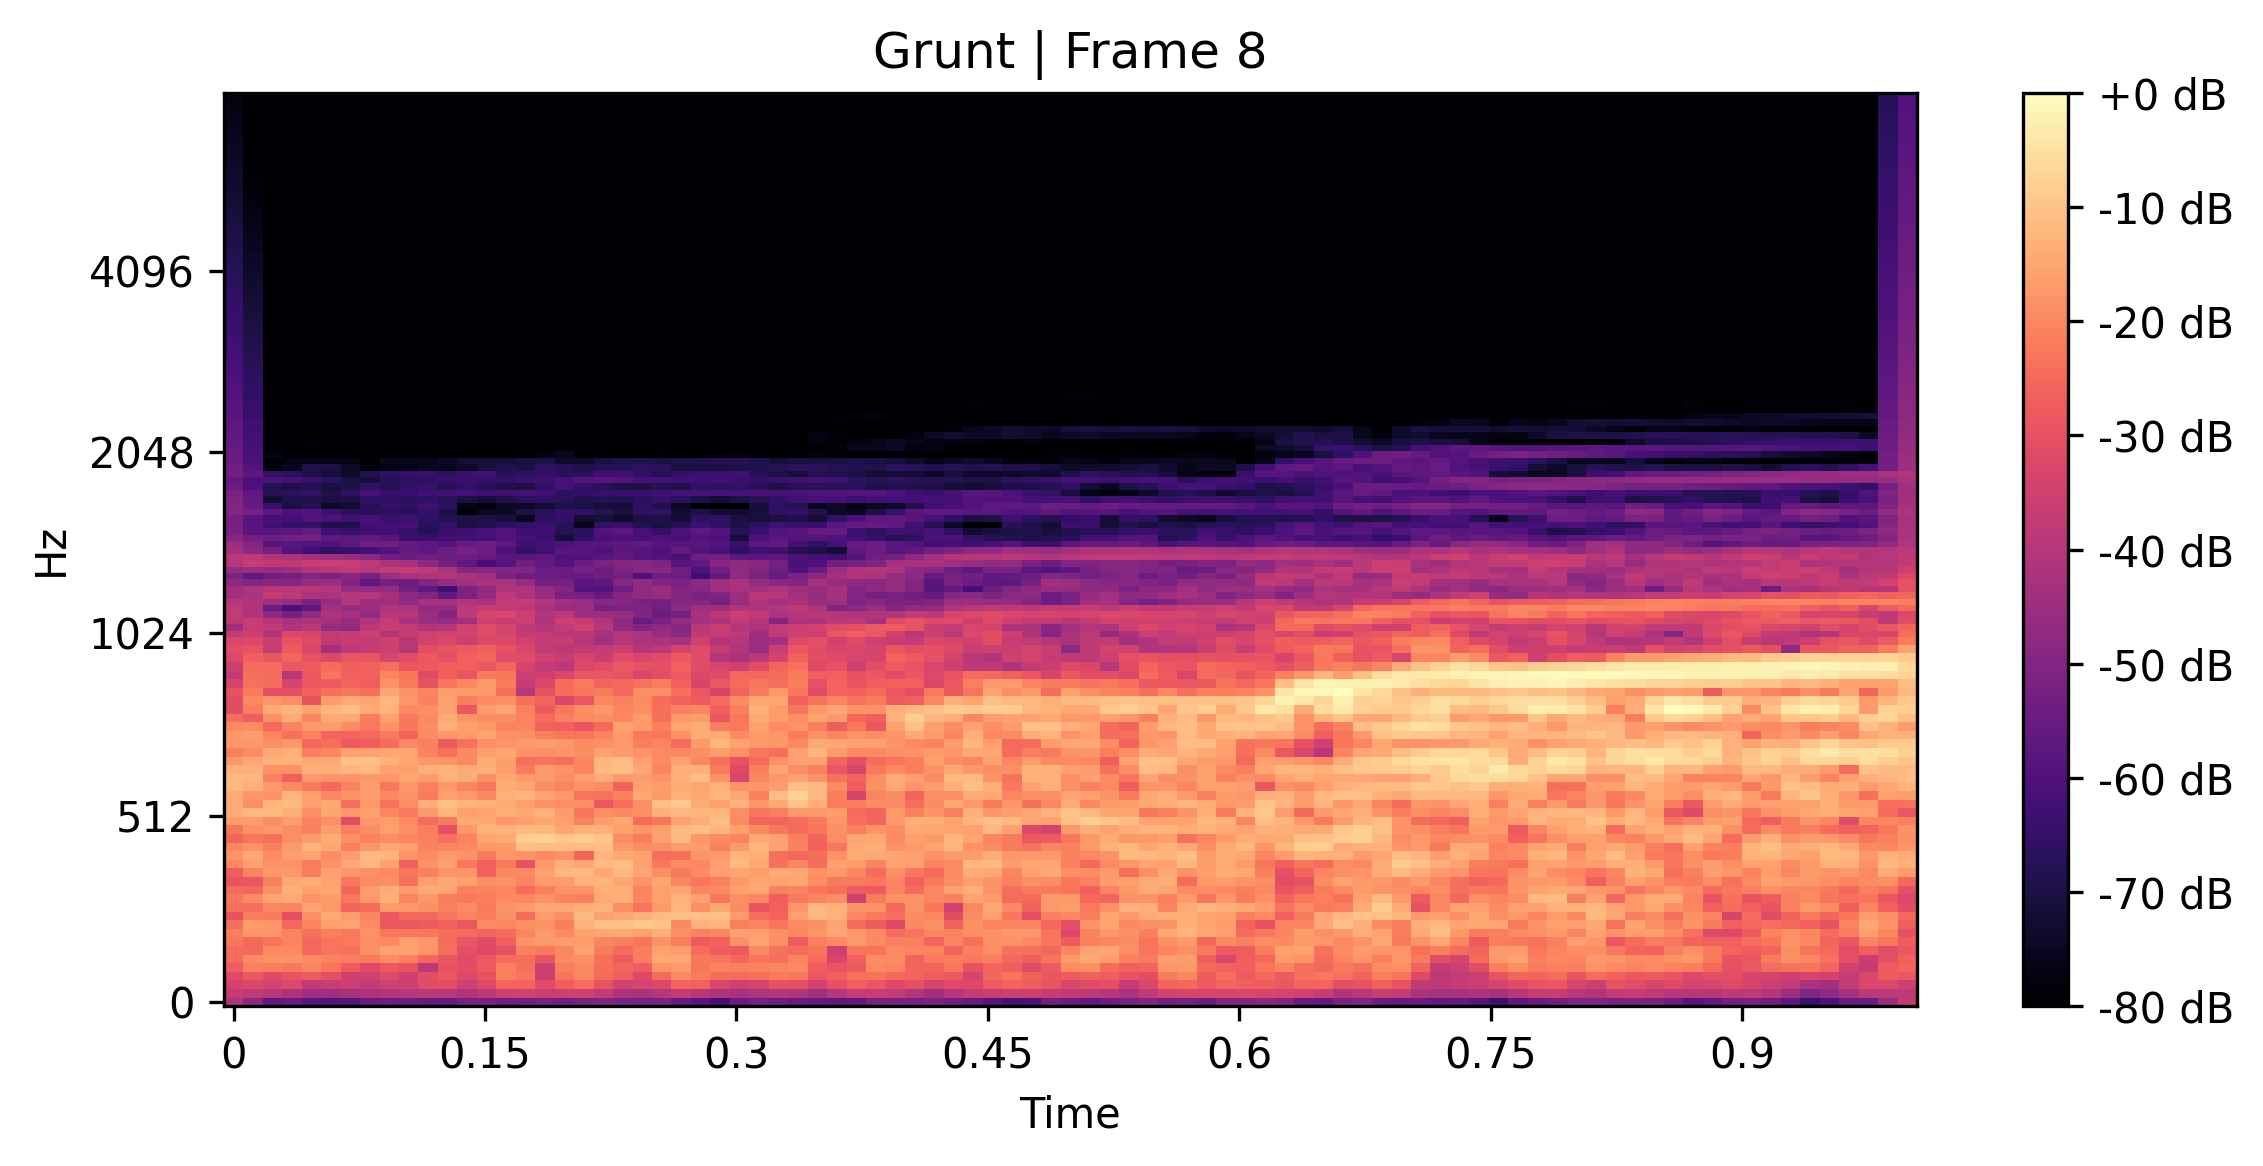 Grunt | Frame 8
+0 dB
-10 dB
-20 dB
-30 dB
-40 dB
-50 dB
-60 dB
-70 dB
-80 dB
Hz
4096
2048
1024
512
0
0 0.15 0.3 0.45 0.6 0.75 0.9
Time